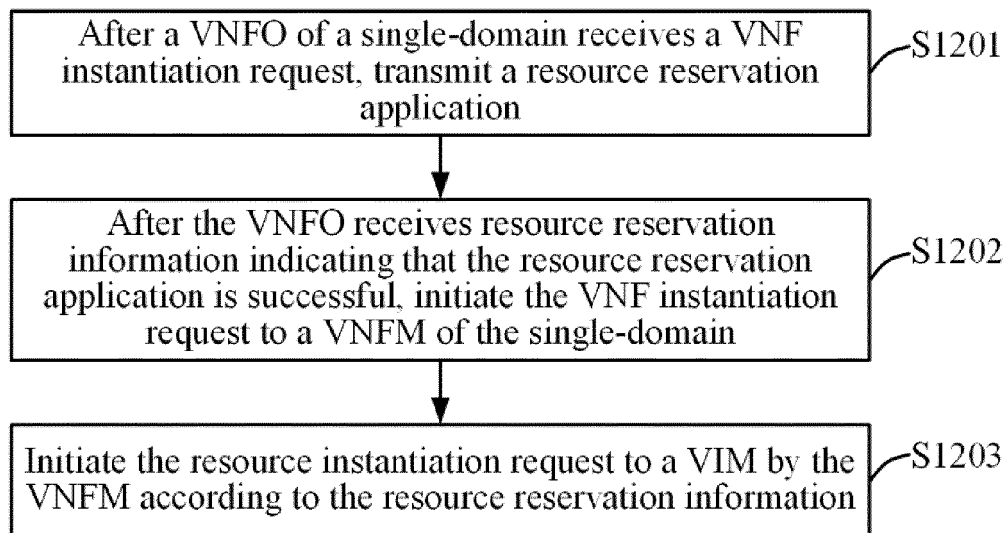 After a VNFO of a single-domain receives a VNF
instantiation request, transmit a resource reservation
application
S1201
After the VNFO receives resource reservation
information indicating that the resource reservation
application is successful, initiate the VNF instantiation
request to a VNFM of the single-domain
S1202
Initiate the resource instantiation request to a VIM by the
VNFM according to the resource reservation information
S1203